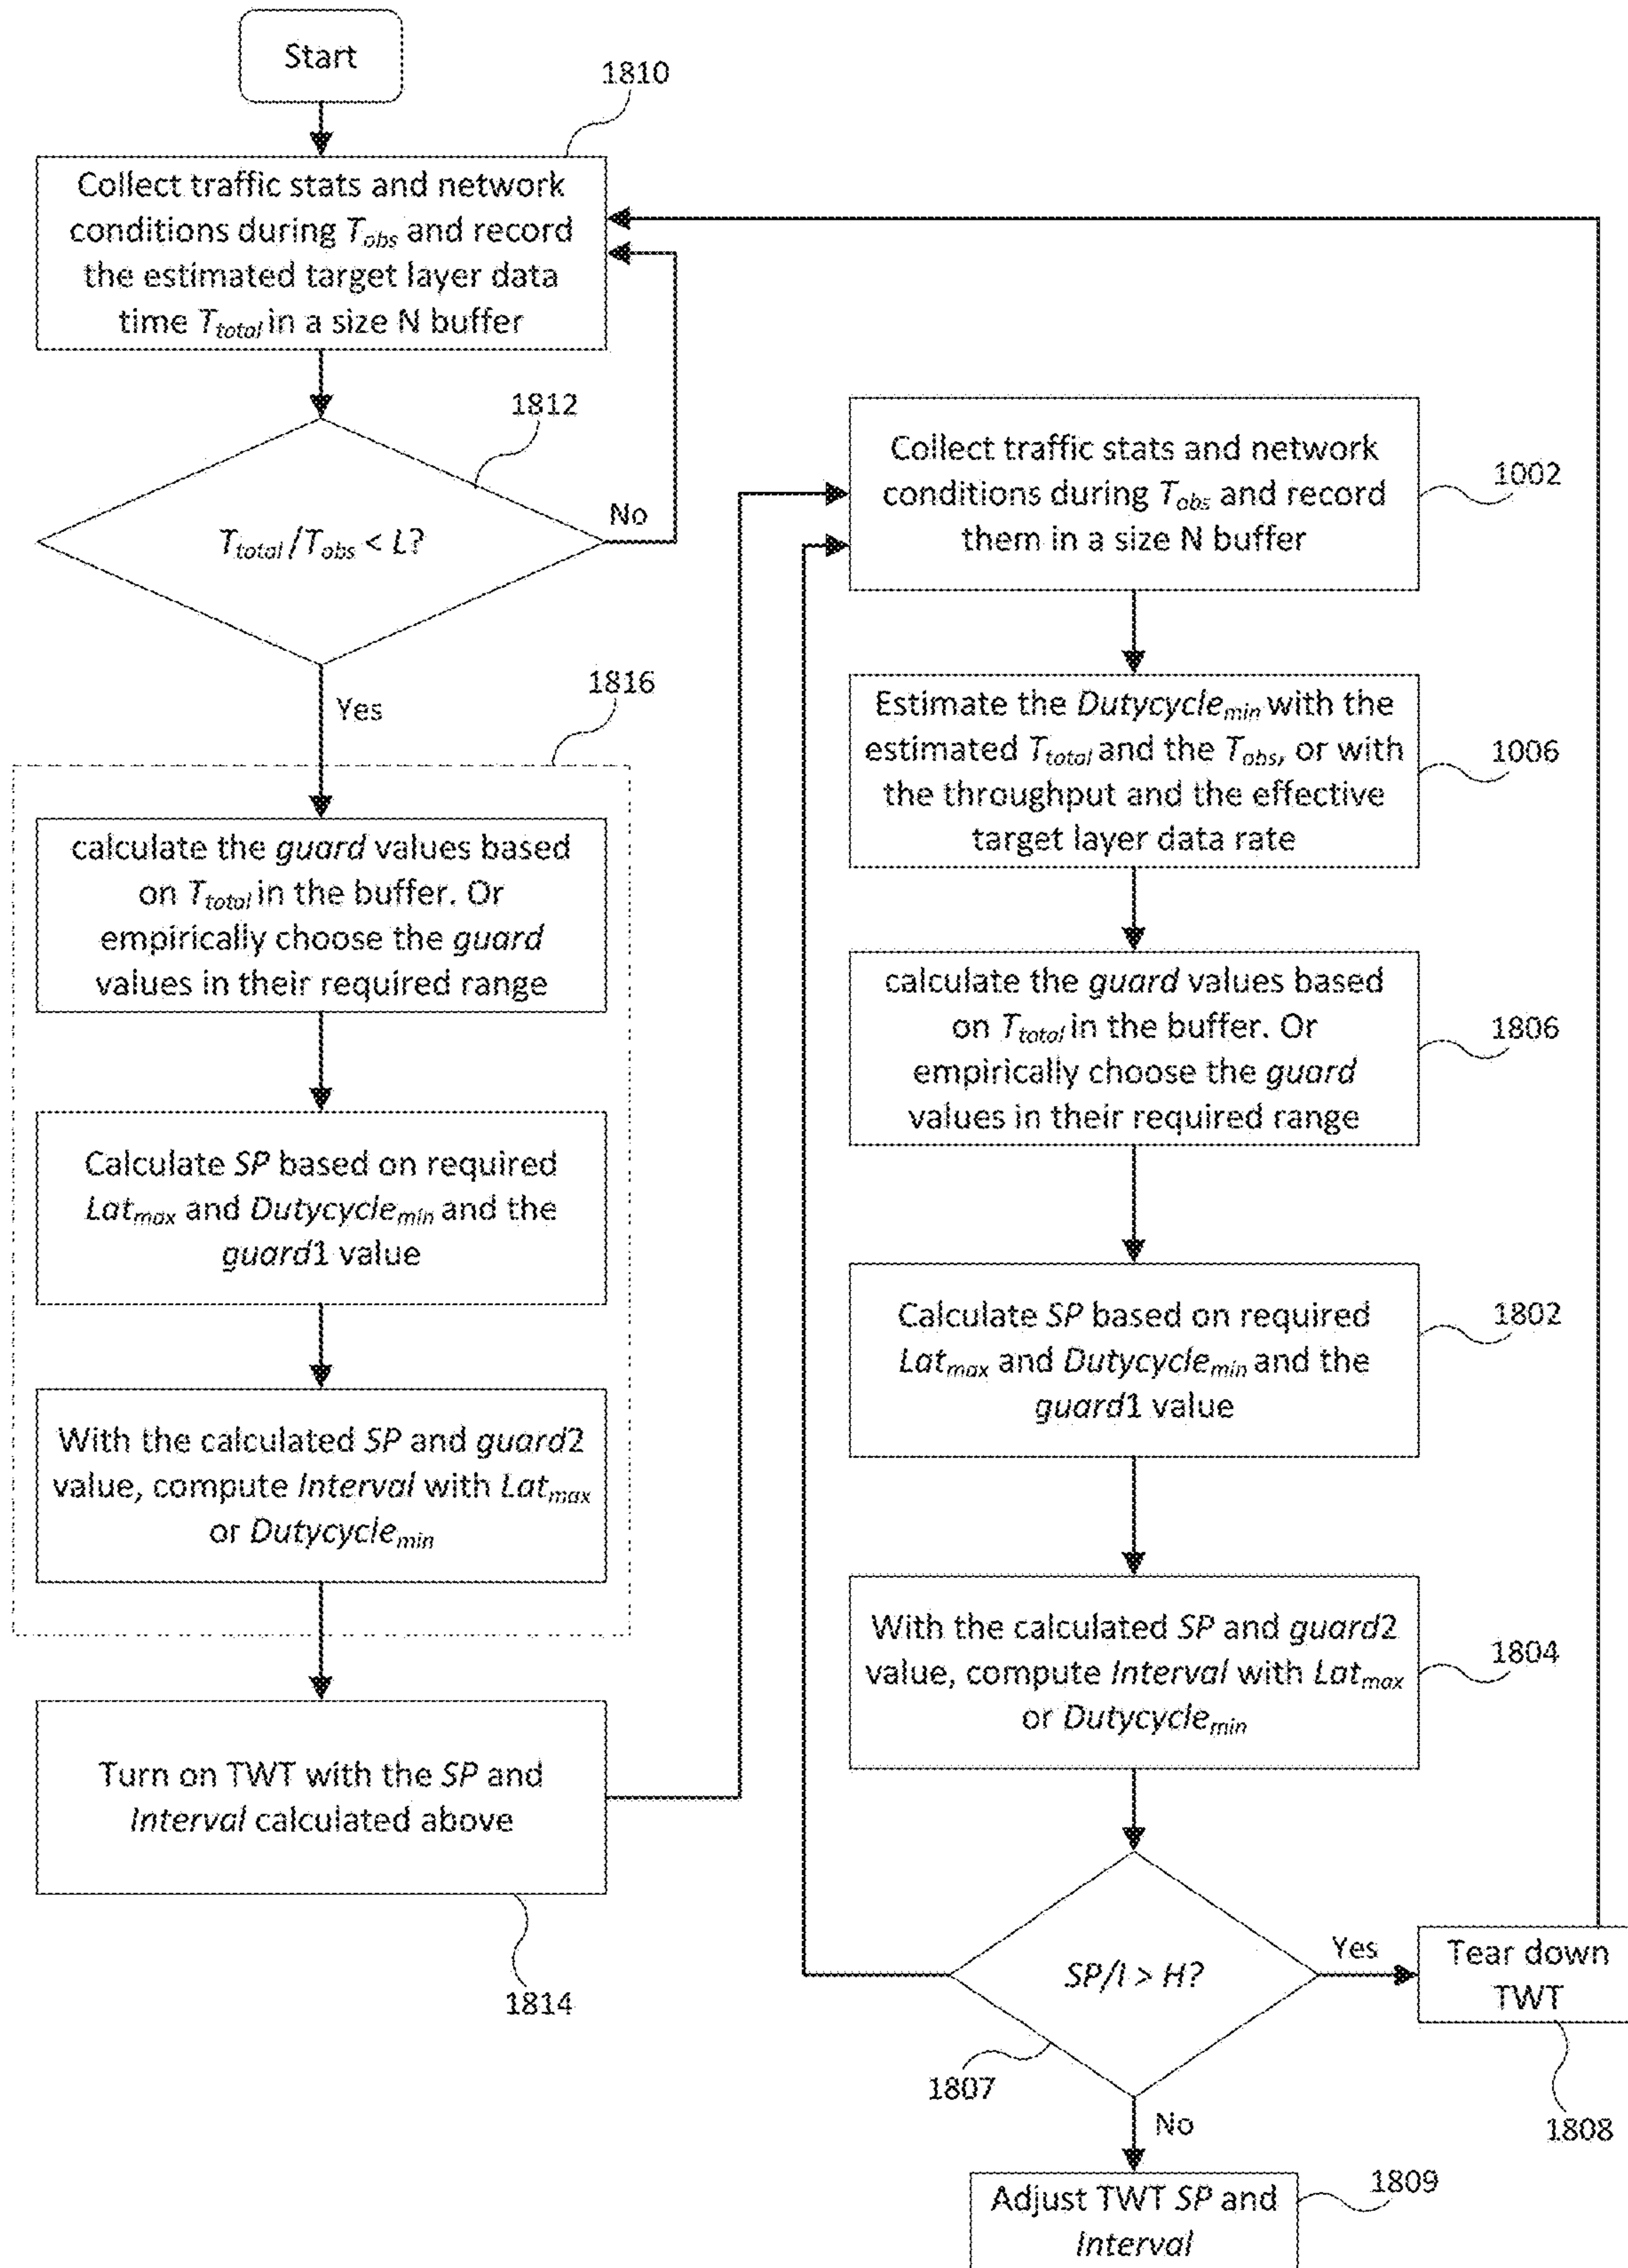 Start
1810
Collect traffic stats and network
conditions during Tobs and record
the estimated target layer data
time Ttotal in a size N buffer
1812
Ttotal/Tobs < L?
No
Yes
1816
calculate the guard values based
on Ttotal in the buffer. Or
empirically choose the guard
values in their required range
Calculate SP based on required
Latmax and Dutycyclemin and the
guard1 value
With the calculated SP and guard2
value, compute Interval with Latmax
or Dutycyclemin
Turn on TWT with the SP and
Interval calculated above
1814
Collect traffic stats and network
conditions during Tobs and record
them in a size N buffer
1002
Estimate the Dutycyclemin with the
estimated Ttotal and the Tobs, or with
the throughput and the effective
target layer data rate
1006
calculate the guard values based
on Ttotal in the buffer. Or
empirically choose the guard
values in their required range
1806
Calculate SP based on required
Latmax and Dutycyclemin and the
guard1 value
1802
With the calculated SP and guard2
value, compute Interval with Latmax
or Dutycyclemin
1804
SP/I > H?
Yes
1807
No
Tear down
TWT
1808
Adjust TWT SP and
Interval
1809